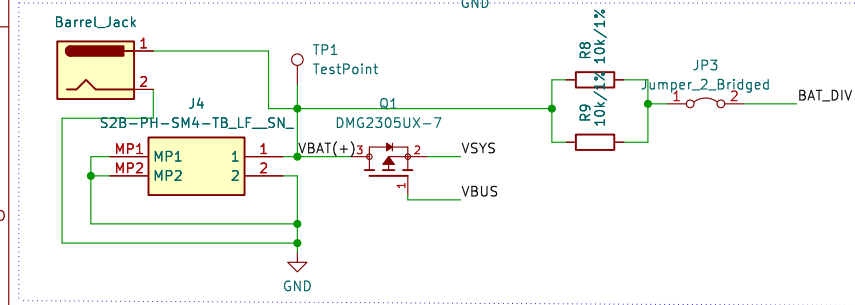 GND
Barrel_Jack
1
2
TP1
TestPoint
R8
10k/1%
R9
10k/1%
JP3
Jumper_2_Bridged
1
2
BAT_DIV
J4
S2B-PH-SM4-TB_LF__SN_
Q1
DMG2305UX-7
MP1
MP1
1
1
MP2
MP2
2
2
VBAT(+)
3
2
VSYS
1
VBUS
GND